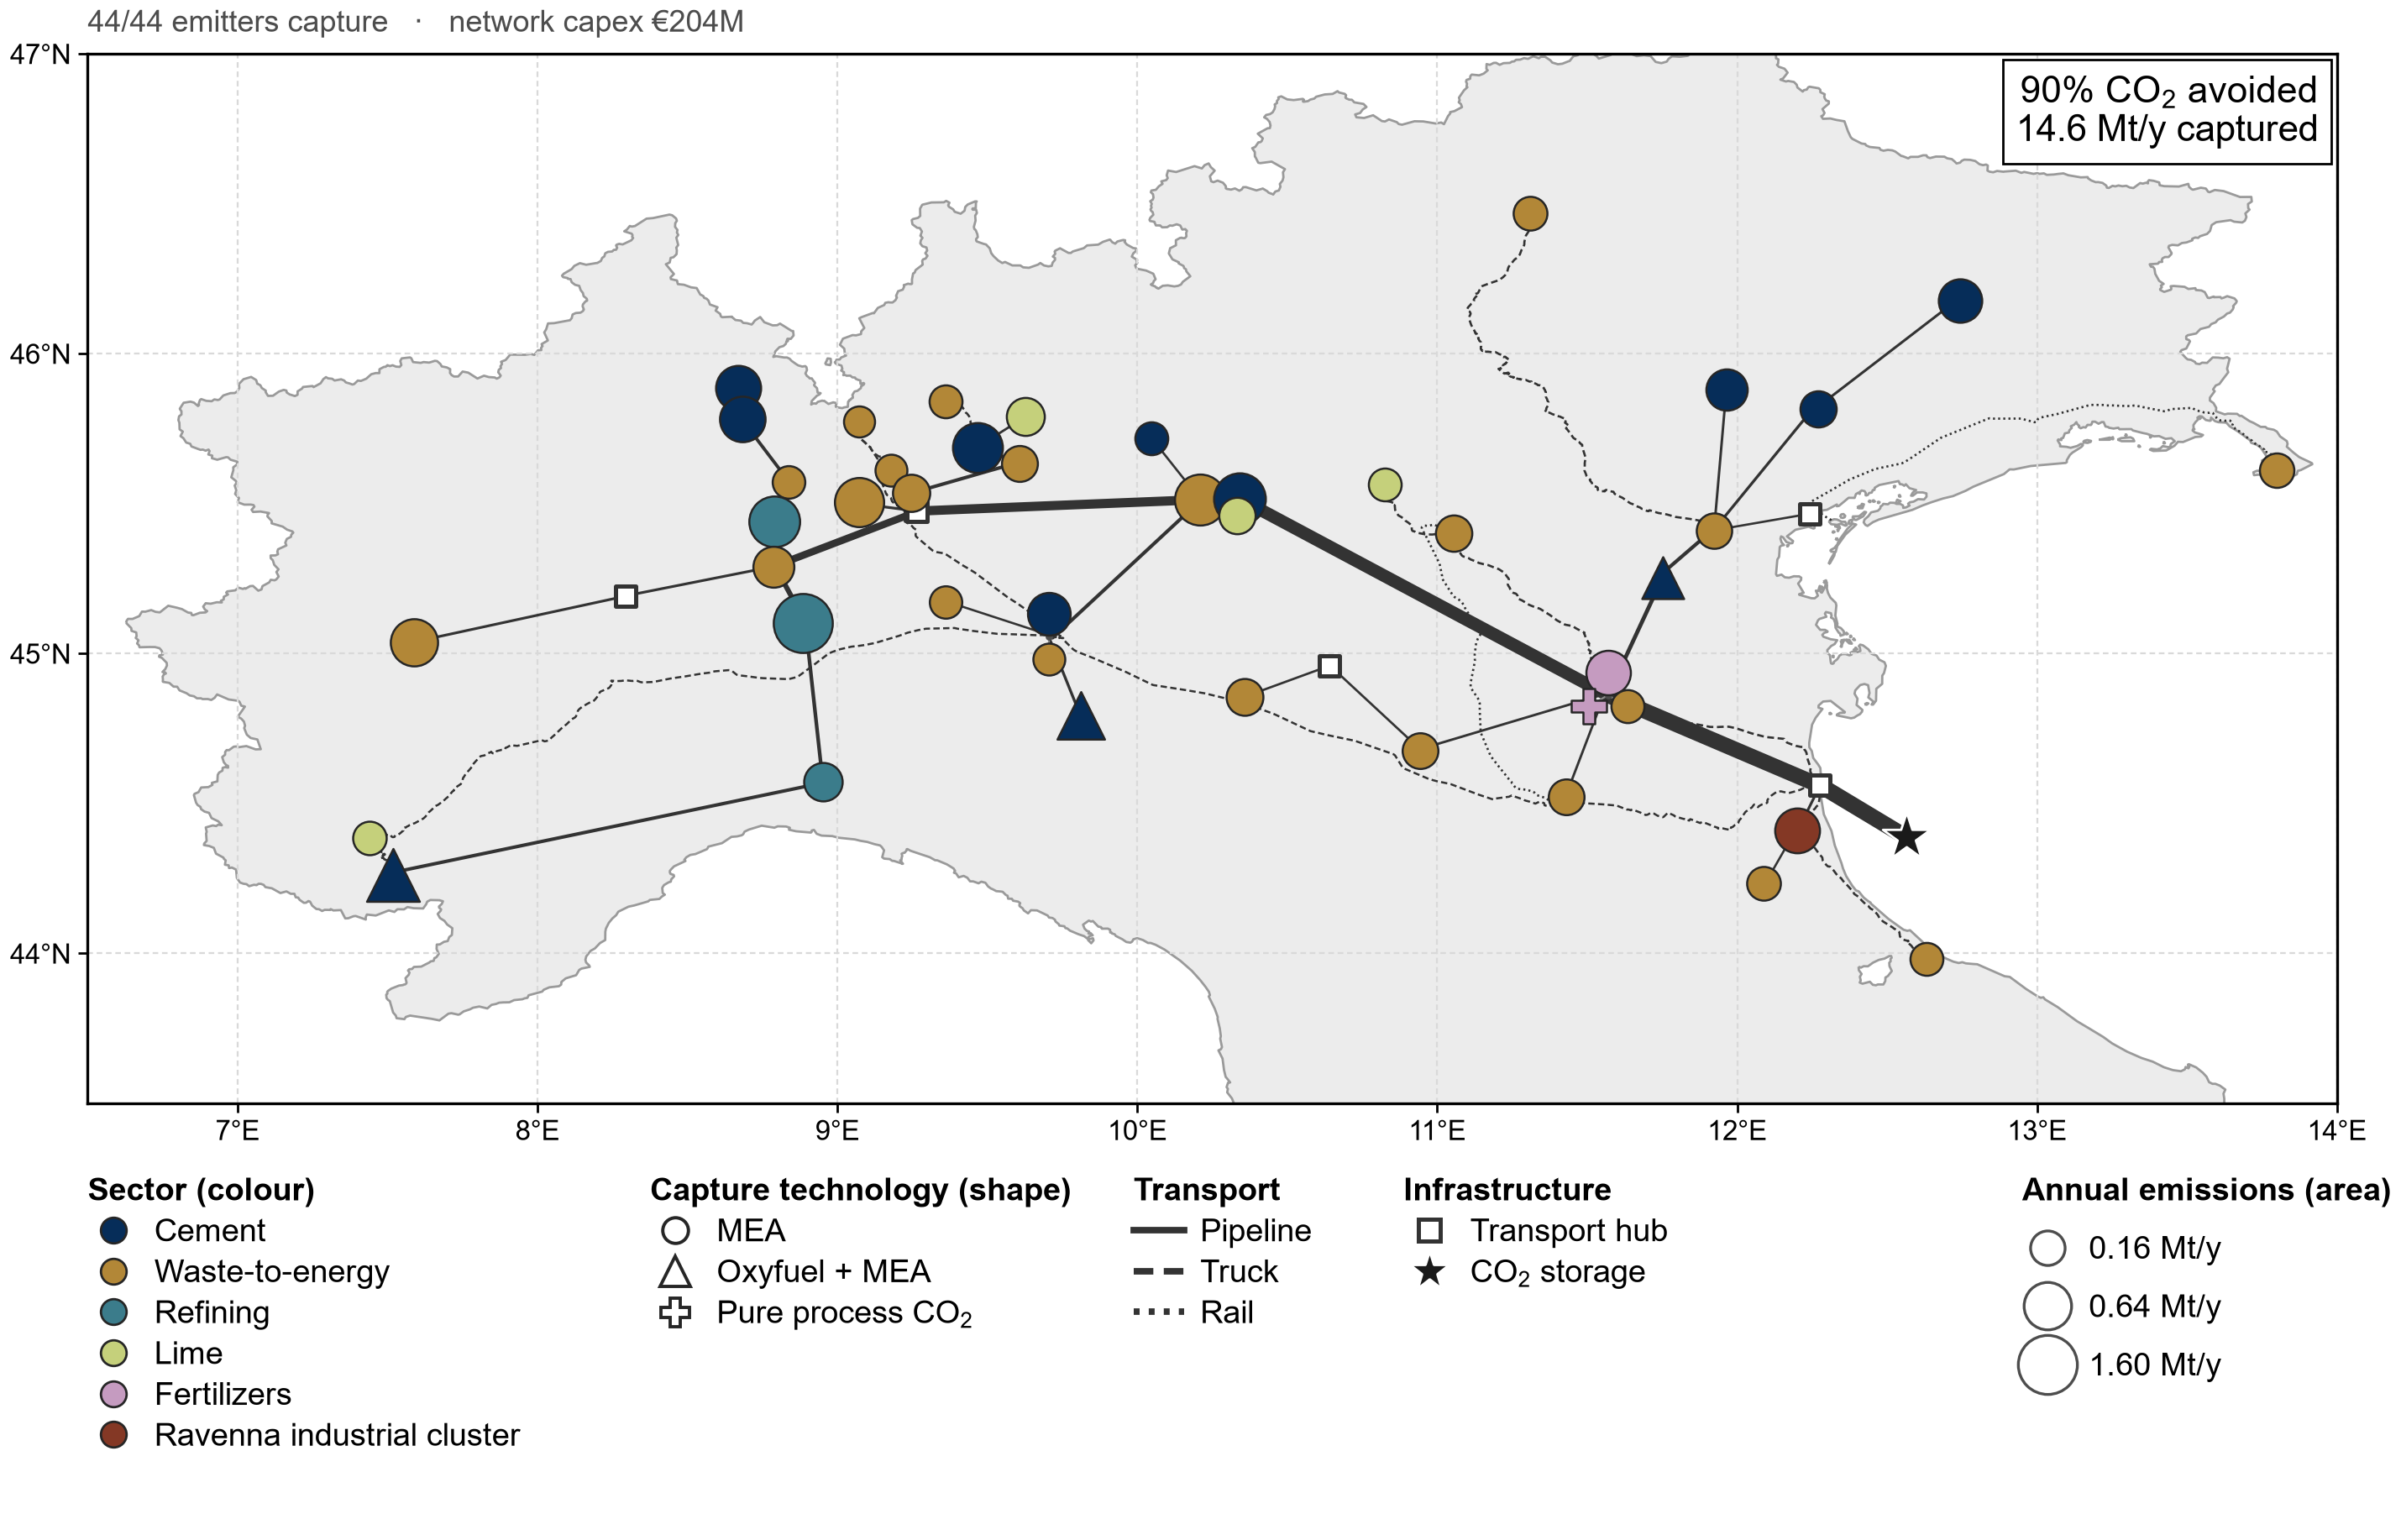 44/44 emitters capture · network capex €204M
90% CO₂ avoided
14.6 Mt/y captured
47°N
46°N
45°N
44°N
7°E
8°E
9°E
10°E
11°E
12°E
13°E
14°E
Sector (colour)
Cement
Waste-to-energy
Refining
Lime
Fertilizers
Ravenna industrial cluster
Capture technology (shape)
MEA
Oxyfuel + MEA
Pure process CO₂
Transport
Pipeline
Truck
Rail
Infrastructure
Transport hub
CO₂ storage
Annual emissions (area)
0.16 Mt/y
0.64 Mt/y
1.60 Mt/y